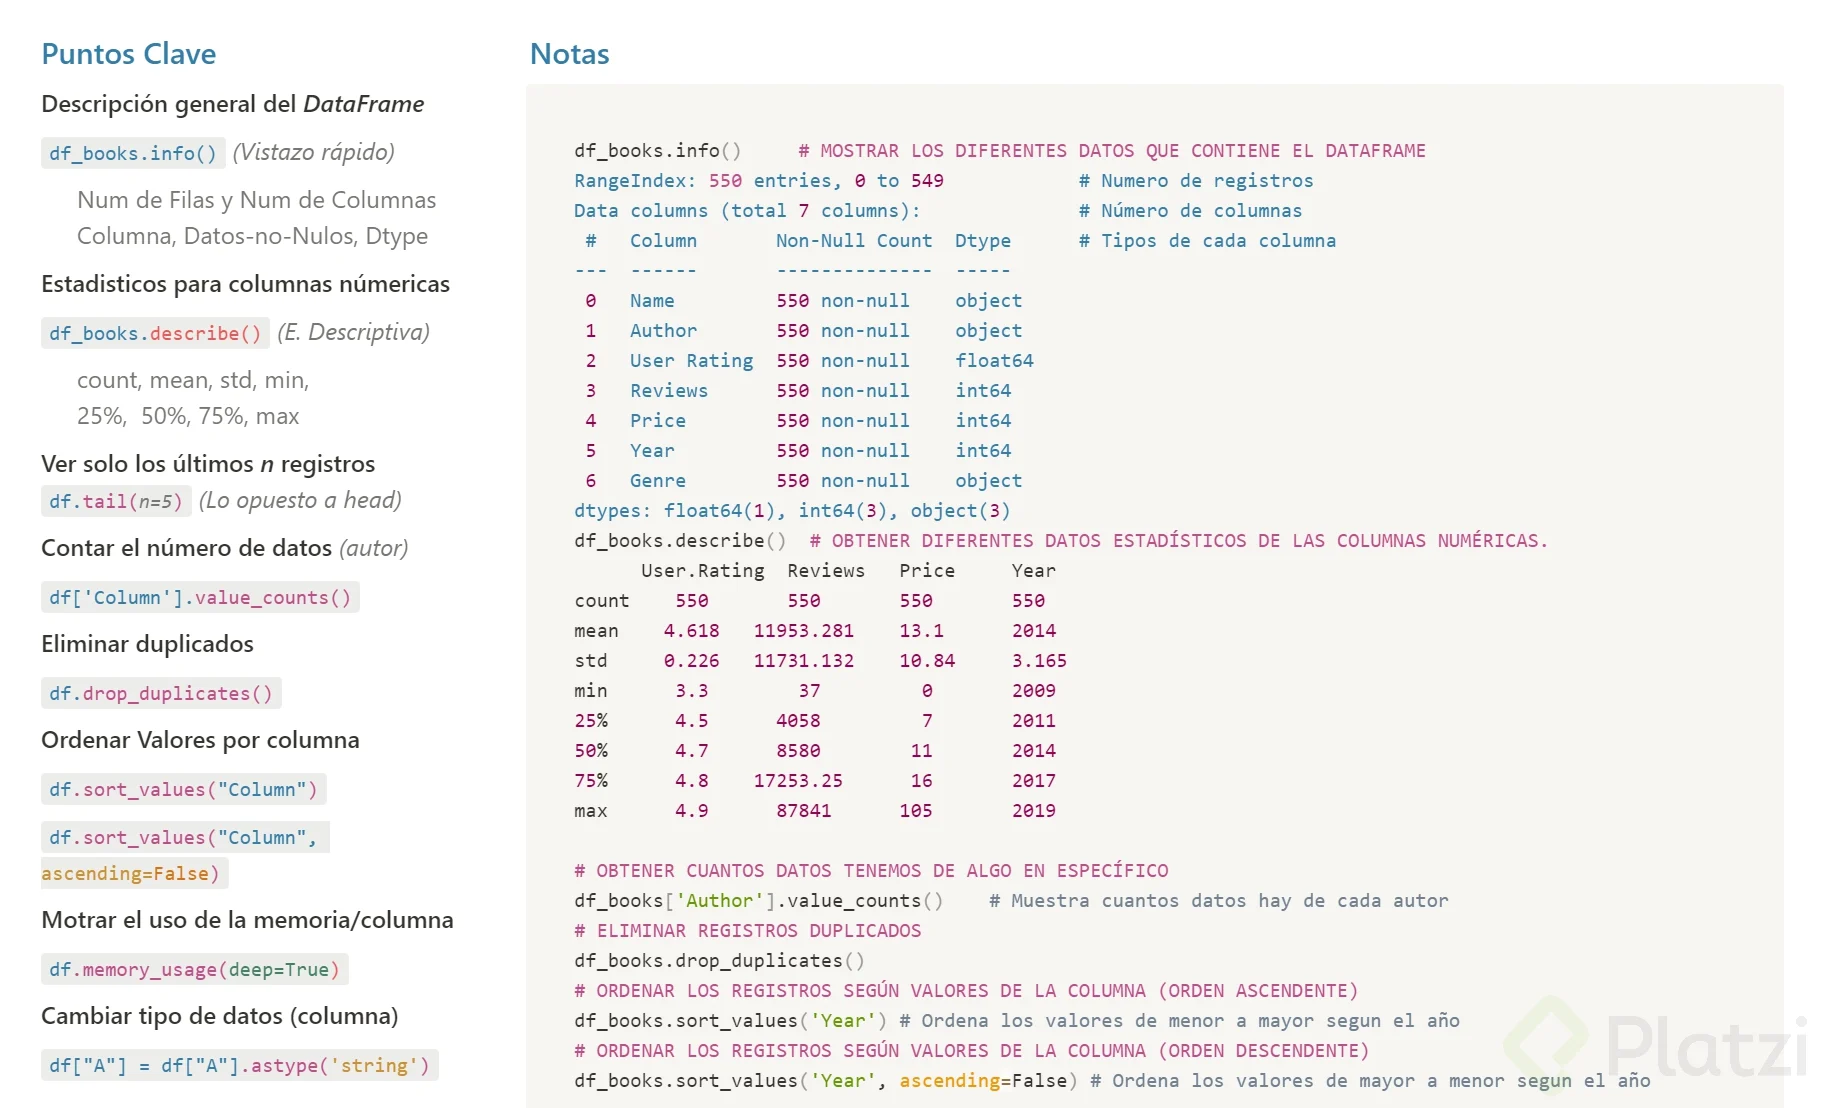 Puntos Clave
Descripción general del DataFrame
df_books.info() (Vistazo rápido)
Num de Filas y Num de Columnas
Columna, Datos-no-Nulos, Dtype
Estadisticos para columnas númericas
df_books.describe() (E. Descriptiva)
count, mean, std, min,
25%,  50%, 75%, max
Ver solo los últimos n registros
df.tail(n=5) (Lo opuesto a head)
Contar el número de datos (autor)
df['Column'].value_counts()
Eliminar duplicados
df.drop_duplicates()
Ordenar Valores por columna
df.sort_values("Column")
df.sort_values("Column",
ascending=False)
Motrar el uso de la memoria/columna
df.memory_usage(deep=True)
Cambiar tipo de datos (columna)
df["A"] = df["A"].astype('string')
Notas
df_books.info()     # MOSTRAR LOS DIFERENTES DATOS QUE CONTIENE EL DATAFRAME
RangeIndex: 550 entries, 0 to 549            # Numero de registros
Data columns (total 7 columns):              # Número de columnas
 #   Column       Non-Null Count  Dtype      # Tipos de cada columna
---  ------       --------------  -----
 0   Name         550 non-null    object
 1   Author       550 non-null    object
 2   User Rating  550 non-null    float64
 3   Reviews      550 non-null    int64
 4   Price        550 non-null    int64
 5   Year         550 non-null    int64
 6   Genre        550 non-null    object
dtypes: float64(1), int64(3), object(3)
df_books.describe()  # OBTENER DIFERENTES DATOS ESTADÍSTICOS DE LAS COLUMNAS NUMÉRICAS.
      User.Rating  Reviews   Price     Year
count    550       550       550       550
mean    4.618   11953.281    13.1      2014
std     0.226   11731.132    10.84     3.165
min      3.3        37         0       2009
25%      4.5      4058         7       2011
50%      4.7      8580        11       2014
75%      4.8    17253.25      16       2017
max      4.9      87841      105       2019
# OBTENER CUANTOS DATOS TENEMOS DE ALGO EN ESPECÍFICO
df_books['Author'].value_counts()    # Muestra cuantos datos hay de cada autor
# ELIMINAR REGISTROS DUPLICADOS
df_books.drop_duplicates()
# ORDENAR LOS REGISTROS SEGÚN VALORES DE LA COLUMNA (ORDEN ASCENDENTE)
df_books.sort_values('Year') # Ordena los valores de menor a mayor segun el año
# ORDENAR LOS REGISTROS SEGÚN VALORES DE LA COLUMNA (ORDEN DESCENDENTE)
df_books.sort_values('Year', ascending=False) # Ordena los valores de mayor a menor segun el año
Platzi